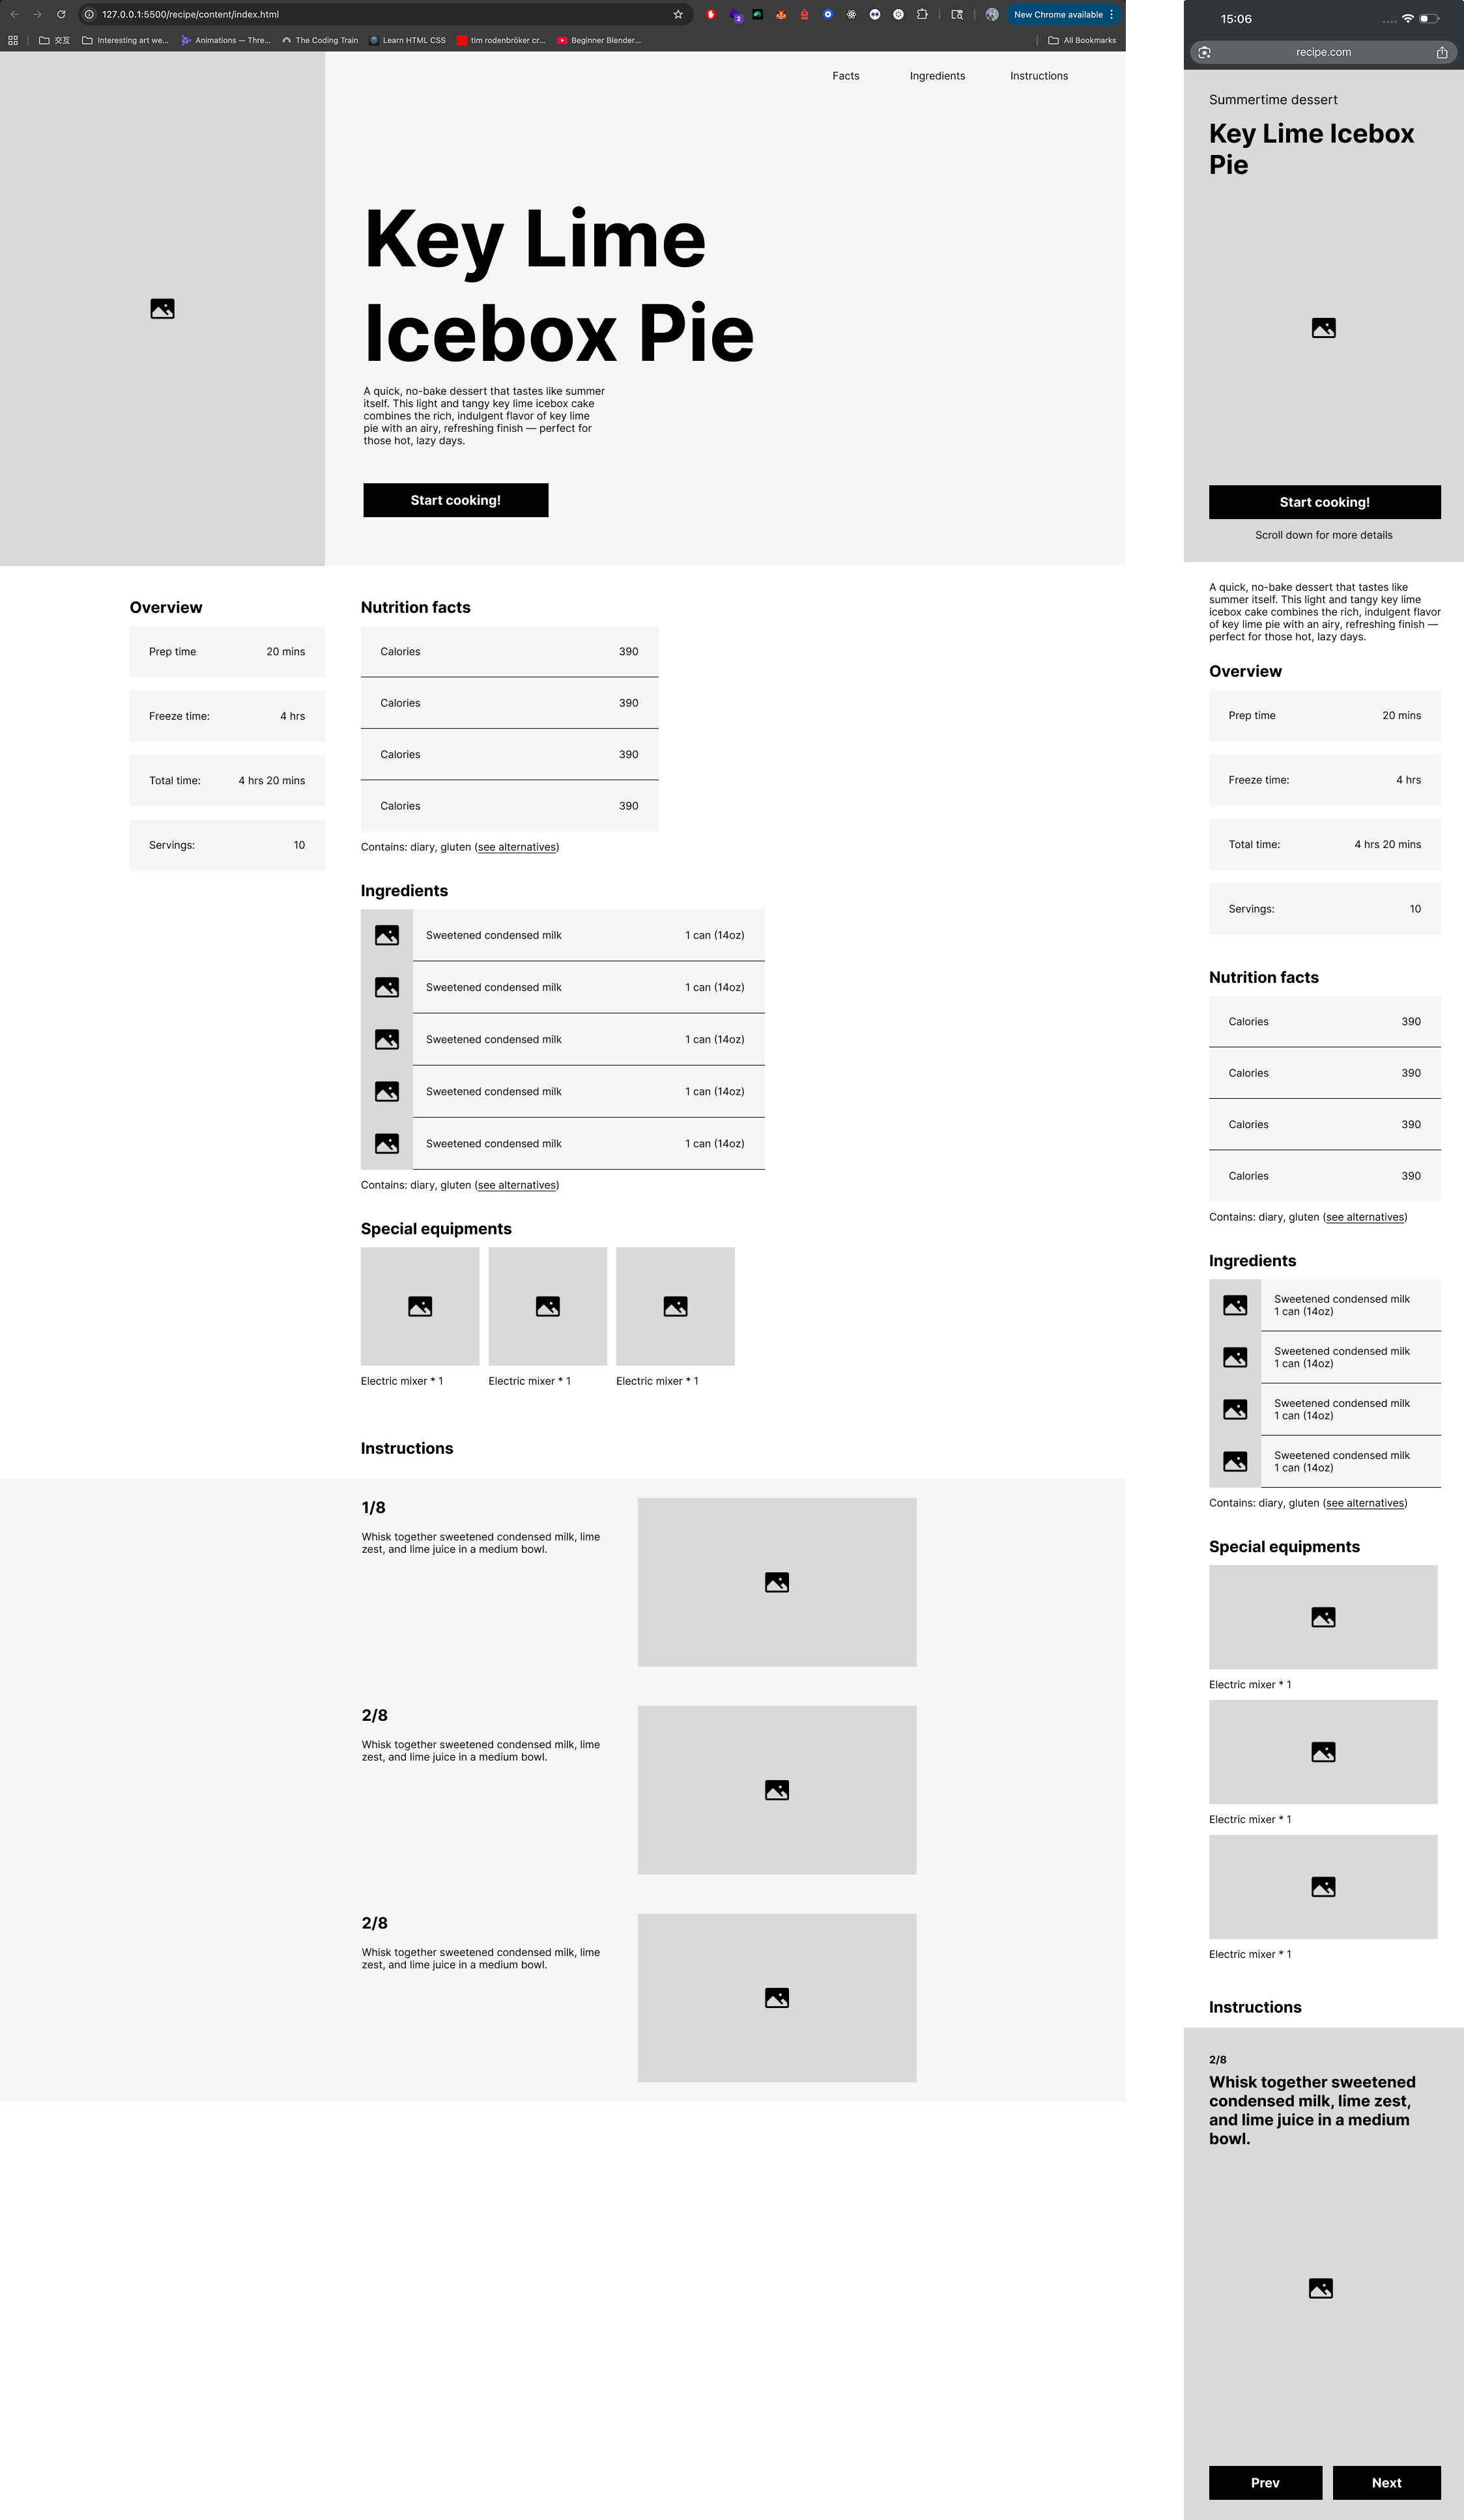 127.0.0.1:5500/recipe/content/index.html
2
New Chrome available
交互
Interesting art we...
Animations — Thre...
The Coding Train
Learn HTML CSS
tim rodenbröker cr...
Beginner Blender...
All Bookmarks
Facts
Ingredients
Instructions
Key Lime
Icebox Pie
A quick, no-bake dessert that tastes like summer
itself. This light and tangy key lime icebox cake
combines the rich, indulgent flavor of key lime
pie with an airy, refreshing finish — perfect for
those hot, lazy days.
Start cooking!
Overview
Prep time 20 mins
Freeze time: 4 hrs
Total time: 4 hrs 20 mins
Servings: 10
Nutrition facts
Calories 390
Calories 390
Calories 390
Calories 390
Contains: diary, gluten (see alternatives)
Ingredients
Sweetened condensed milk 1 can (14oz)
Sweetened condensed milk 1 can (14oz)
Sweetened condensed milk 1 can (14oz)
Sweetened condensed milk 1 can (14oz)
Sweetened condensed milk 1 can (14oz)
Contains: diary, gluten (see alternatives)
Special equipments
Electric mixer * 1
Electric mixer * 1
Electric mixer * 1
Instructions
1/8
Whisk together sweetened condensed milk, lime
zest, and lime juice in a medium bowl.
2/8
Whisk together sweetened condensed milk, lime
zest, and lime juice in a medium bowl.
2/8
Whisk together sweetened condensed milk, lime
zest, and lime juice in a medium bowl.
15:06
recipe.com
Summertime dessert
Key Lime Icebox
Pie
Start cooking!
Scroll down for more details
A quick, no-bake dessert that tastes like
summer itself. This light and tangy key lime
icebox cake combines the rich, indulgent flavor
of key lime pie with an airy, refreshing finish —
perfect for those hot, lazy days.
Overview
Prep time 20 mins
Freeze time: 4 hrs
Total time: 4 hrs 20 mins
Servings: 10
Nutrition facts
Calories 390
Calories 390
Calories 390
Calories 390
Contains: diary, gluten (see alternatives)
Ingredients
Sweetened condensed milk
1 can (14oz)
Sweetened condensed milk
1 can (14oz)
Sweetened condensed milk
1 can (14oz)
Sweetened condensed milk
1 can (14oz)
Contains: diary, gluten (see alternatives)
Special equipments
Electric mixer * 1
Electric mixer * 1
Electric mixer * 1
Instructions
2/8
Whisk together sweetened
condensed milk, lime zest,
and lime juice in a medium
bowl.
Prev
Next